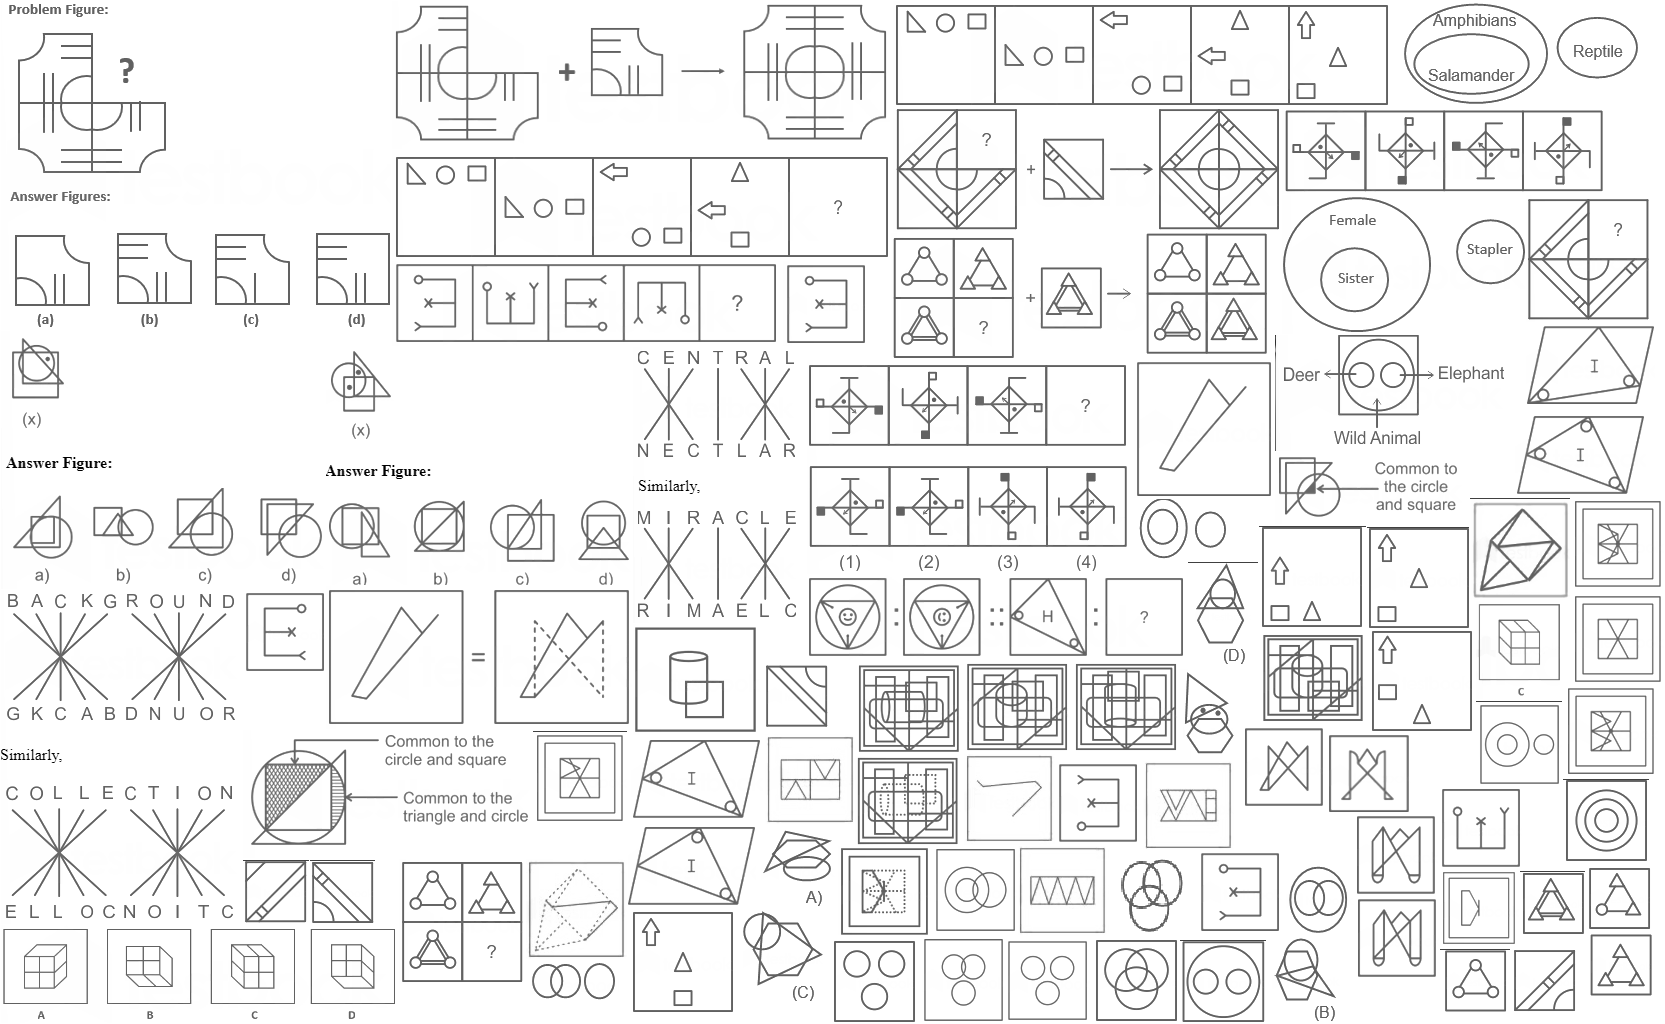 Problem Figure:
?
Answer Figures:
(a) (b) (c) (d)
(x)
(x)
Answer Figure:
Answer Figure:
a) b) c) d)
a) b) c) d)
B A C K G R O U N D
G K C A B D N U O R
Similarly,
C O L L E C T I O N
E L L O C N O I T C
A B C D
+
?
?
C E N T R A L
N E C T L A R
Similarly,
M I R A C L E
R I M A E L C
=
Common to the
circle and square
Common to the
triangle and circle
?
I
I
Amphibians
Salamander
Reptile
?
+
?
+
Female
Sister
Stapler
?
?
(1) (2) (3) (4)
: :: :
H
?
Deer
Elephant
Wild Animal
I
I
Common to
the circle
and square
(D)
C
A)
(C)
(B)